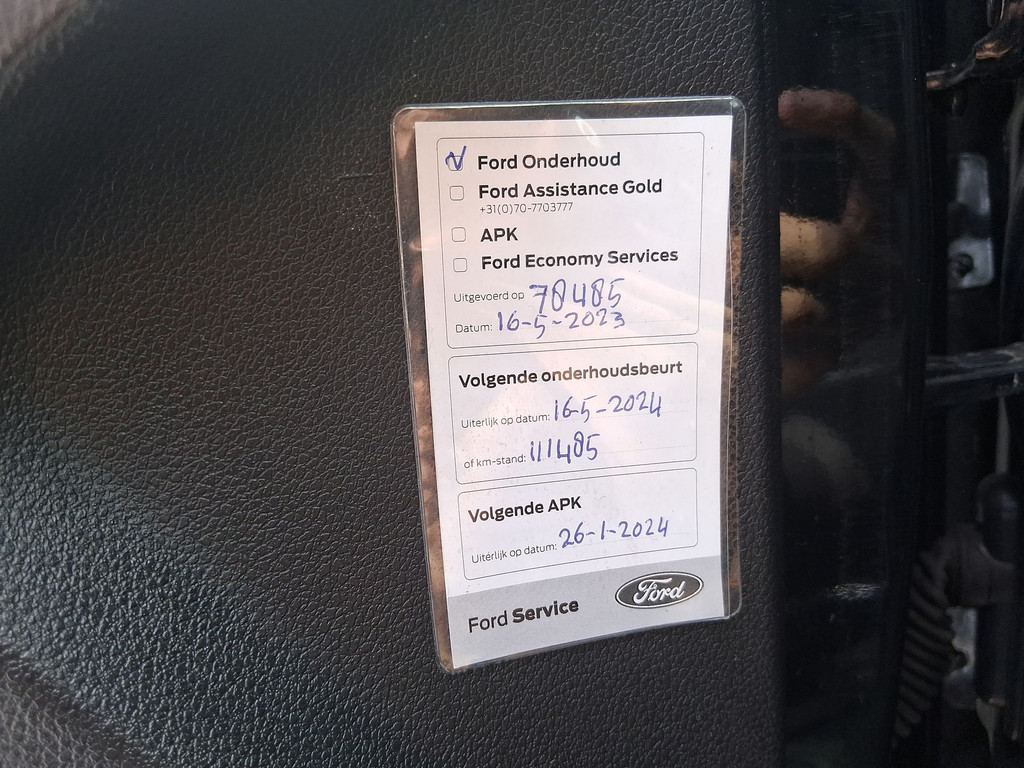 Ford Onderhoud
Ford Assistance Gold
+31(0)70-7703777
APK
Ford Economy Services
Uitgevoerd op 78485
Datum: 16-5-2023
Volgende onderhoudsbeurt
Uiterlijk op datum: 16-5-2024
of km-stand: 111485
Volgende APK
Uiterlijk op datum: 26-1-2024
Ford Service
Ford